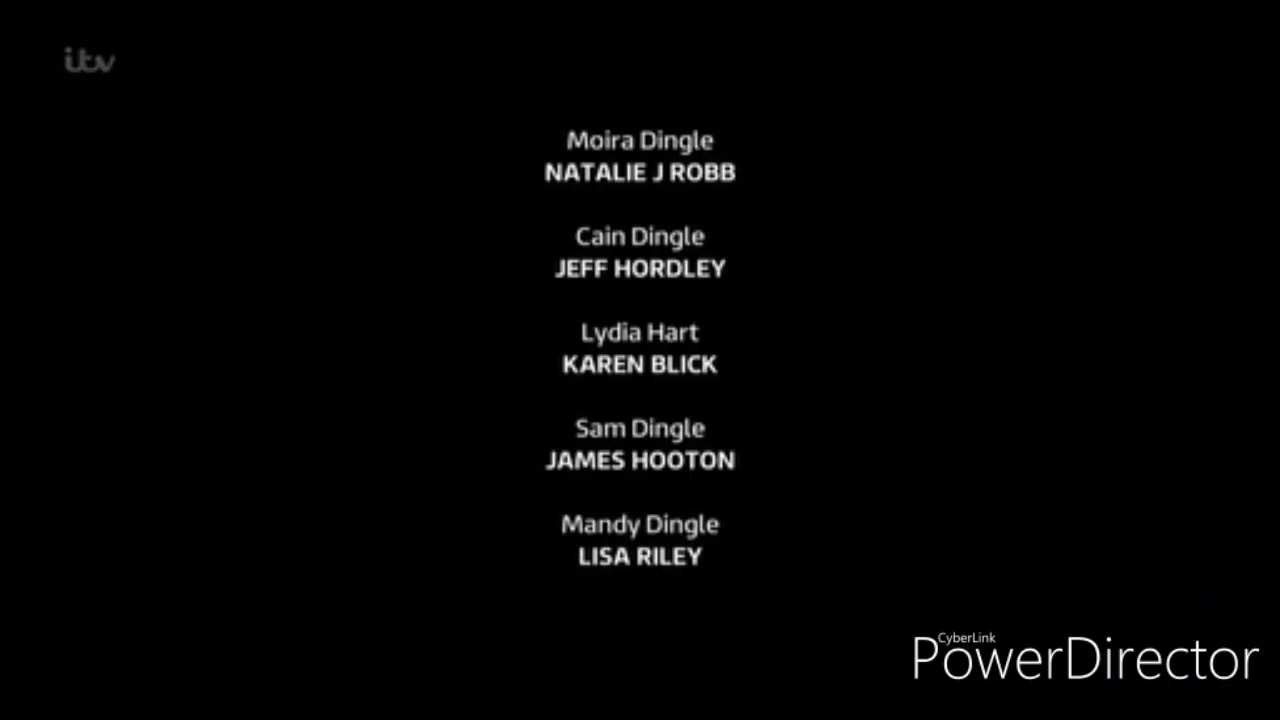 itv
Moira Dingle
NATALIE J ROBB
Cain Dingle
JEFF HORDLEY
Lydia Hart
KAREN BLICK
Sam Dingle
JAMES HOOTON
Mandy Dingle
LISA RILEY
CyberLink
PowerDirector